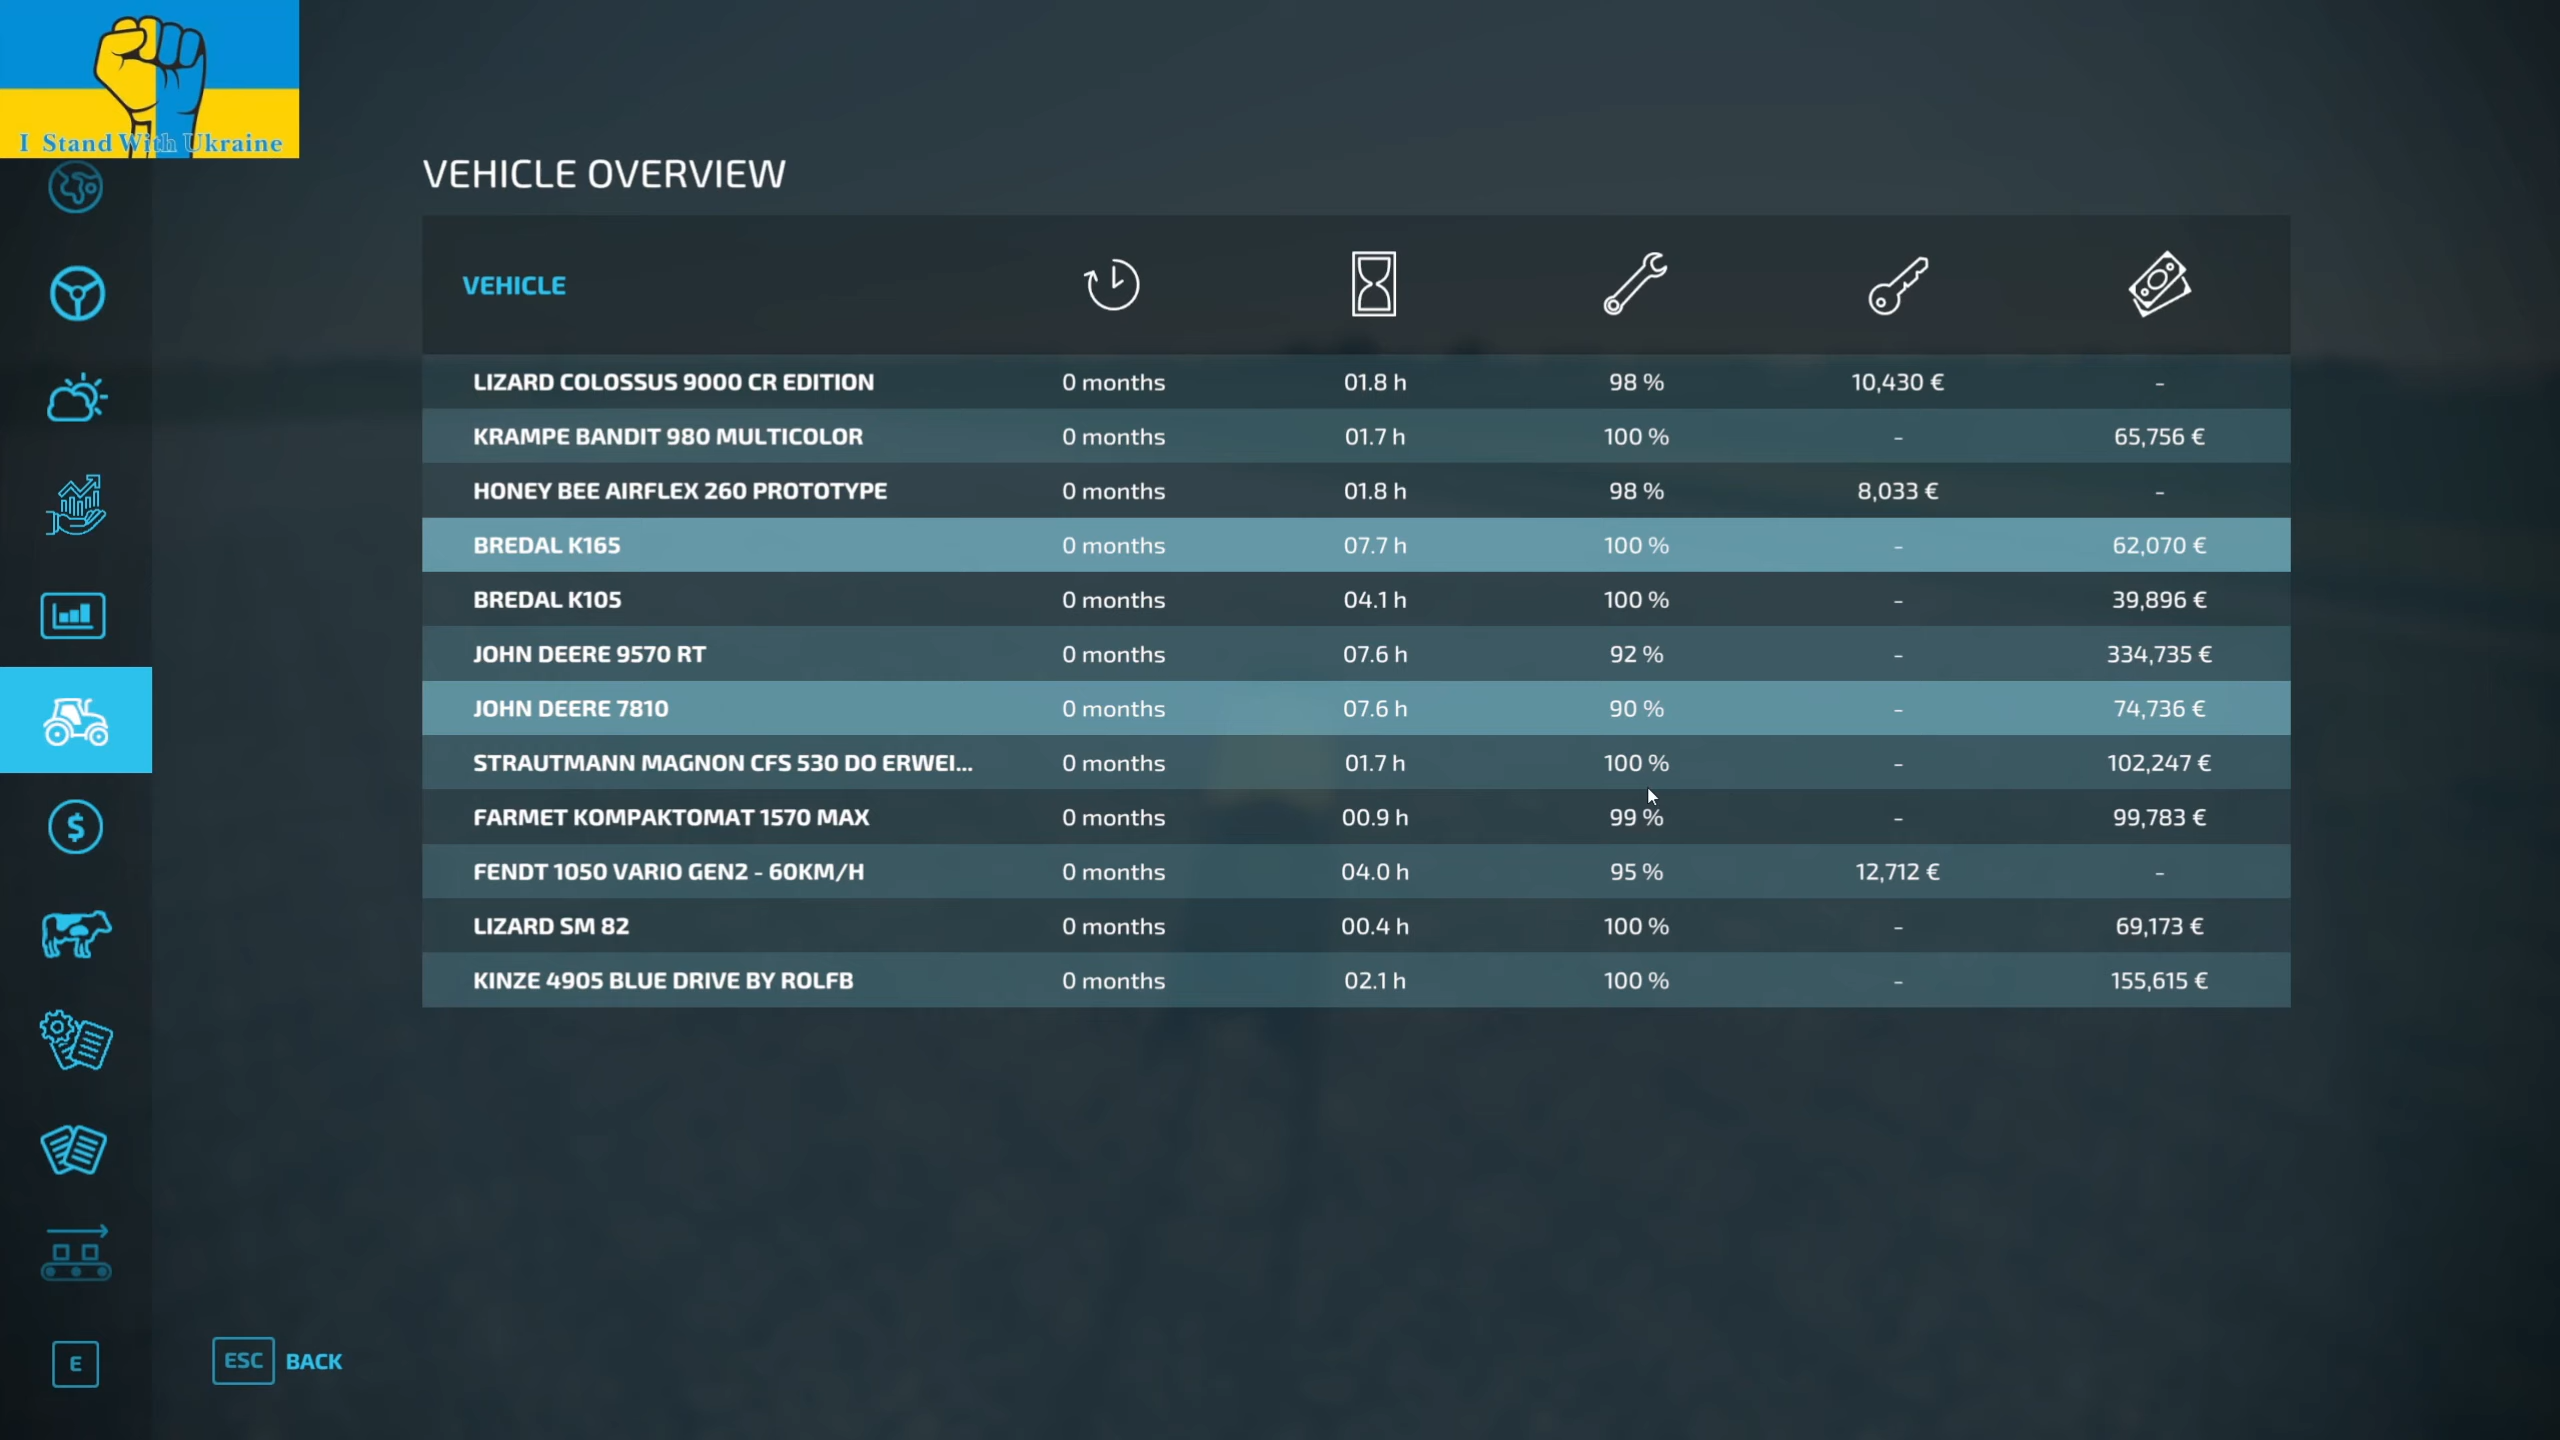 I Stand With Ukraine
VEHICLE OVERVIEW
VEHICLE
LIZARD COLOSSUS 9000 CR EDITION 0 months 01.8 h 98 % 10,430 € -
KRAMPE BANDIT 980 MULTICOLOR 0 months 01.7 h 100 % - 65,756 €
HONEY BEE AIRFLEX 260 PROTOTYPE 0 months 01.8 h 98 % 8,033 € -
BREDAL K165 0 months 07.7 h 100 % - 62,070 €
BREDAL K105 0 months 04.1 h 100 % - 39,896 €
JOHN DEERE 9570 RT 0 months 07.6 h 92 % - 334,735 €
JOHN DEERE 7810 0 months 07.6 h 90 % - 74,736 €
STRAUTMANN MAGNON CFS 530 DO ERWEI... 0 months 01.7 h 100 % - 102,247 €
FARMET KOMPAKTOMAT 1570 MAX 0 months 00.9 h 99 % - 99,783 €
FENDT 1050 VARIO GEN2 - 60KM/H 0 months 04.0 h 95 % 12,712 € -
LIZARD SM 82 0 months 00.4 h 100 % - 69,173 €
KINZE 4905 BLUE DRIVE BY ROLFB 0 months 02.1 h 100 % - 155,615 €
E
ESC BACK